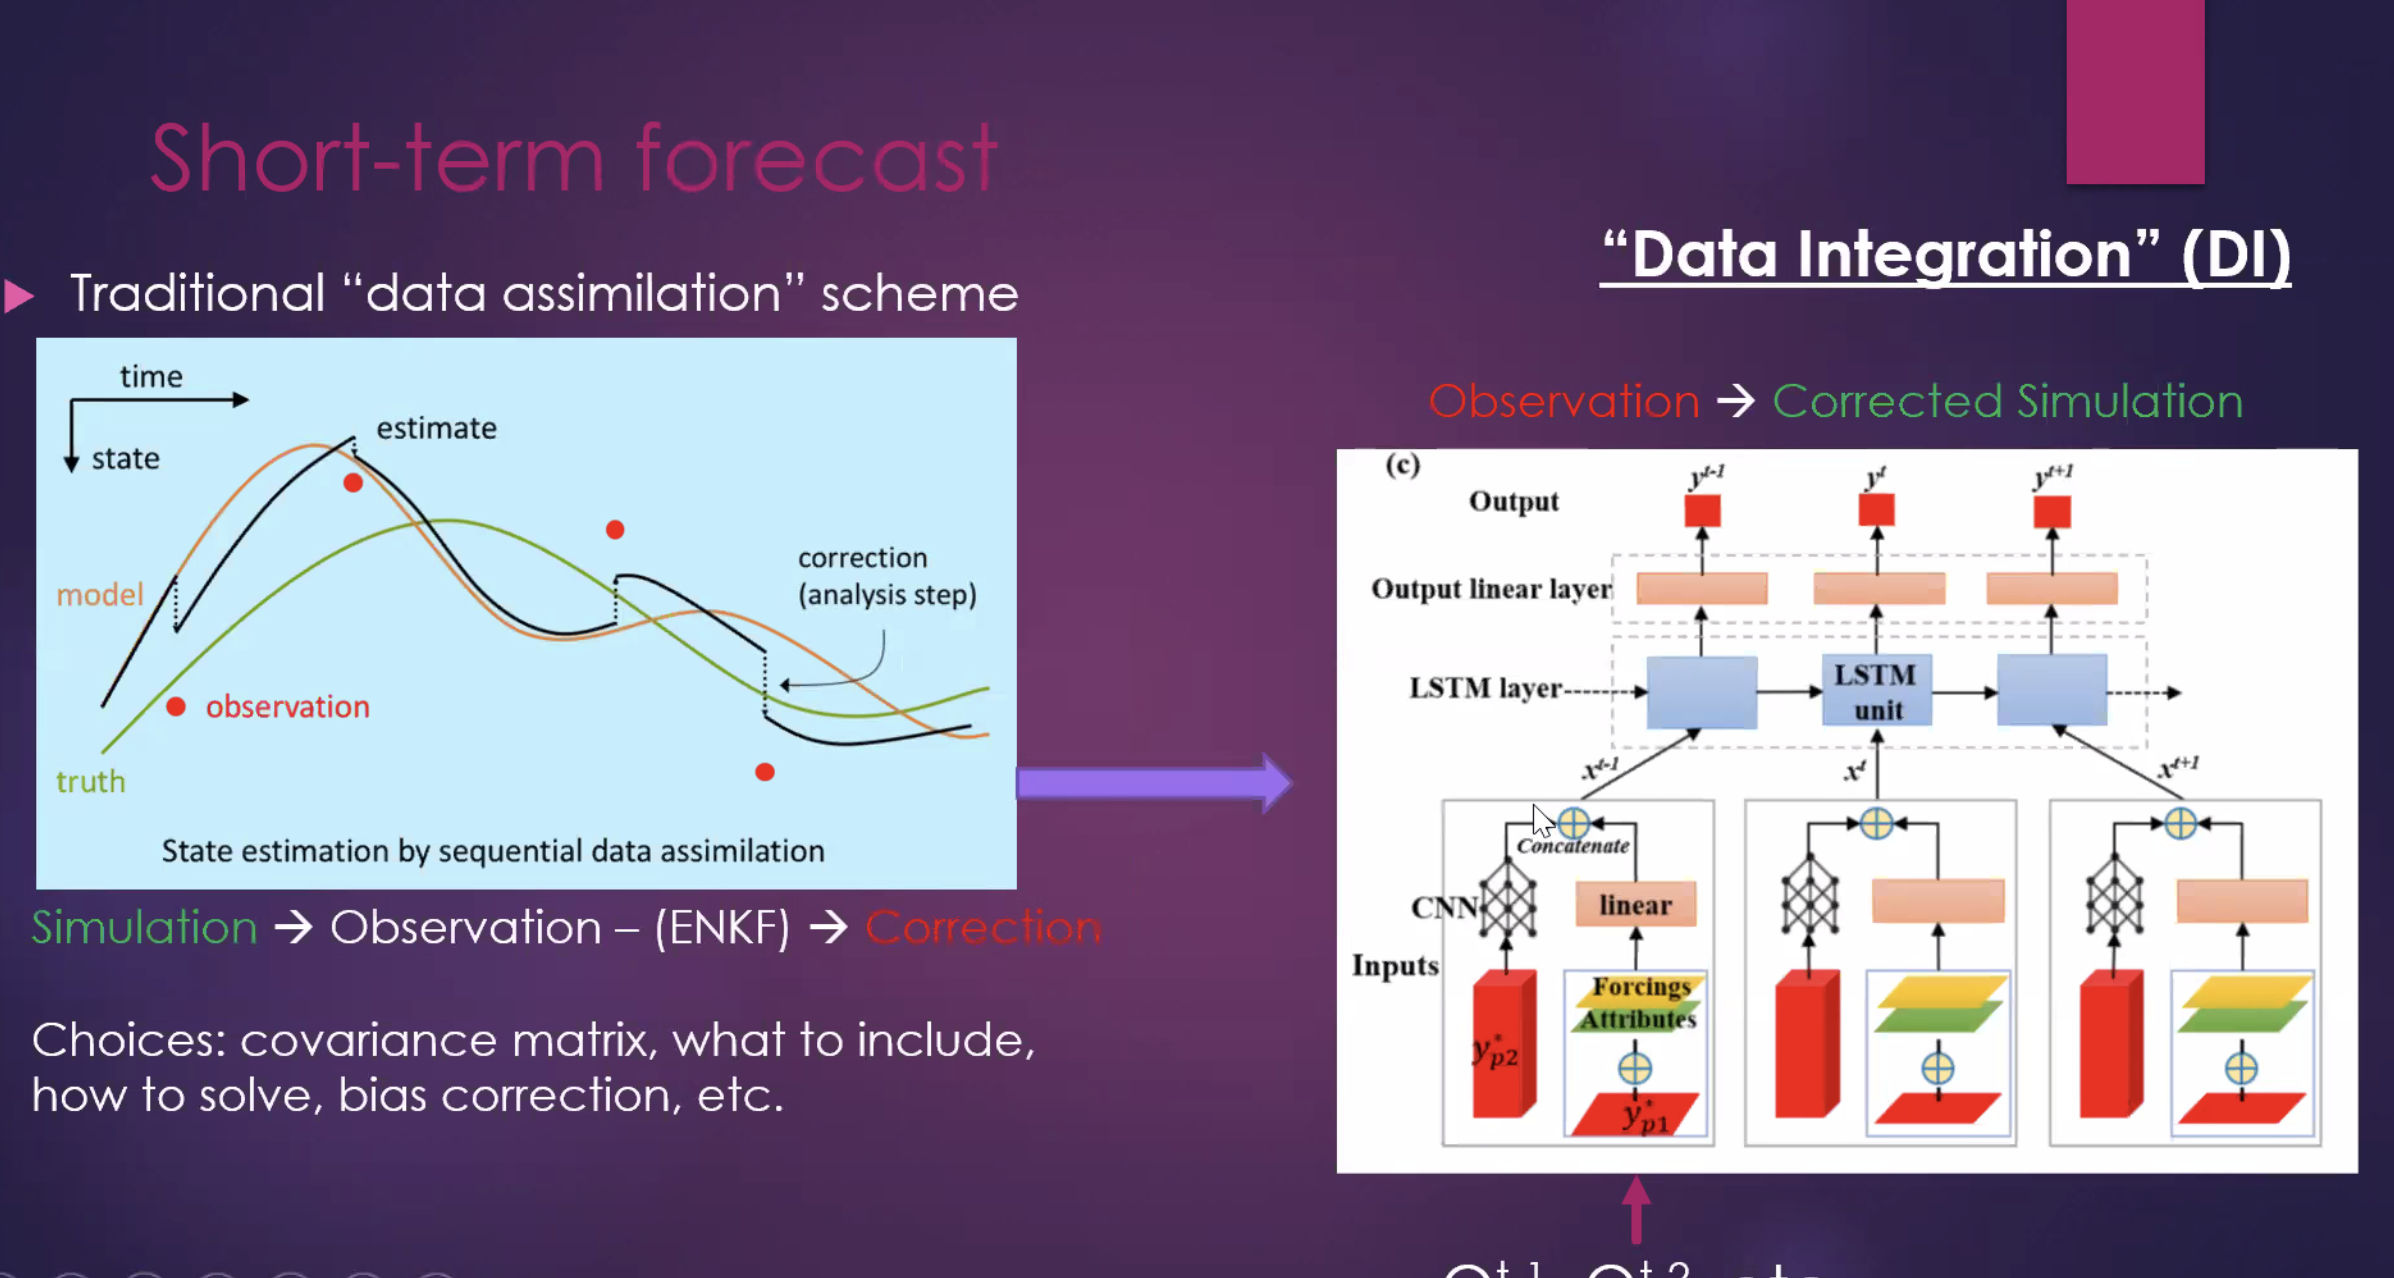 Short-term forecast
Traditional “data assimilation” scheme
time
state
estimate
model
correction
(analysis step)
observation
truth
State estimation by sequential data assimilation
Simulation → Observation – (ENKF) → Correction
Choices: covariance matrix, what to include,
how to solve, bias correction, etc.
“Data Integration” (DI)
Observation → Corrected Simulation
(c)
y^t-1 y^t y^t+1
Output
Output linear layer
LSTM layer
LSTM
unit
x^t-1 x^t x^t+1
Concatenate
CNN
linear
Inputs
Forcings
Attributes
y*p2
y*p1